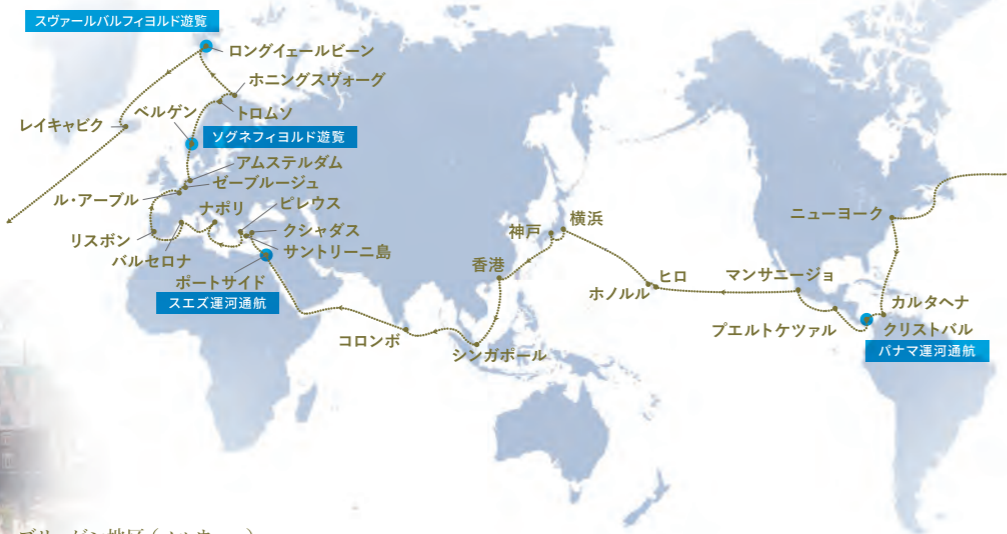 スヴァールバルフィヨルド遊覧
ロングイェールビーン
ホニングスヴォーグ
ベルゲン
トロムソ
レイキャビク
ソグネフィヨルド遊覧
アムステルダム
ゼーブルージュ
ル・アーブル
ナポリ
ピレウス
リスボン
クシャダス
バルセロナ
サントリーニ島
ポートサイド
スエズ運河通航
香港
神戸
横浜
コロンボ
シンガポール
ヒロ
ホノルル
マンサニージョ
ニューヨーク
プエルトケツァル
カルタヘナ
クリストバル
パナマ運河通航